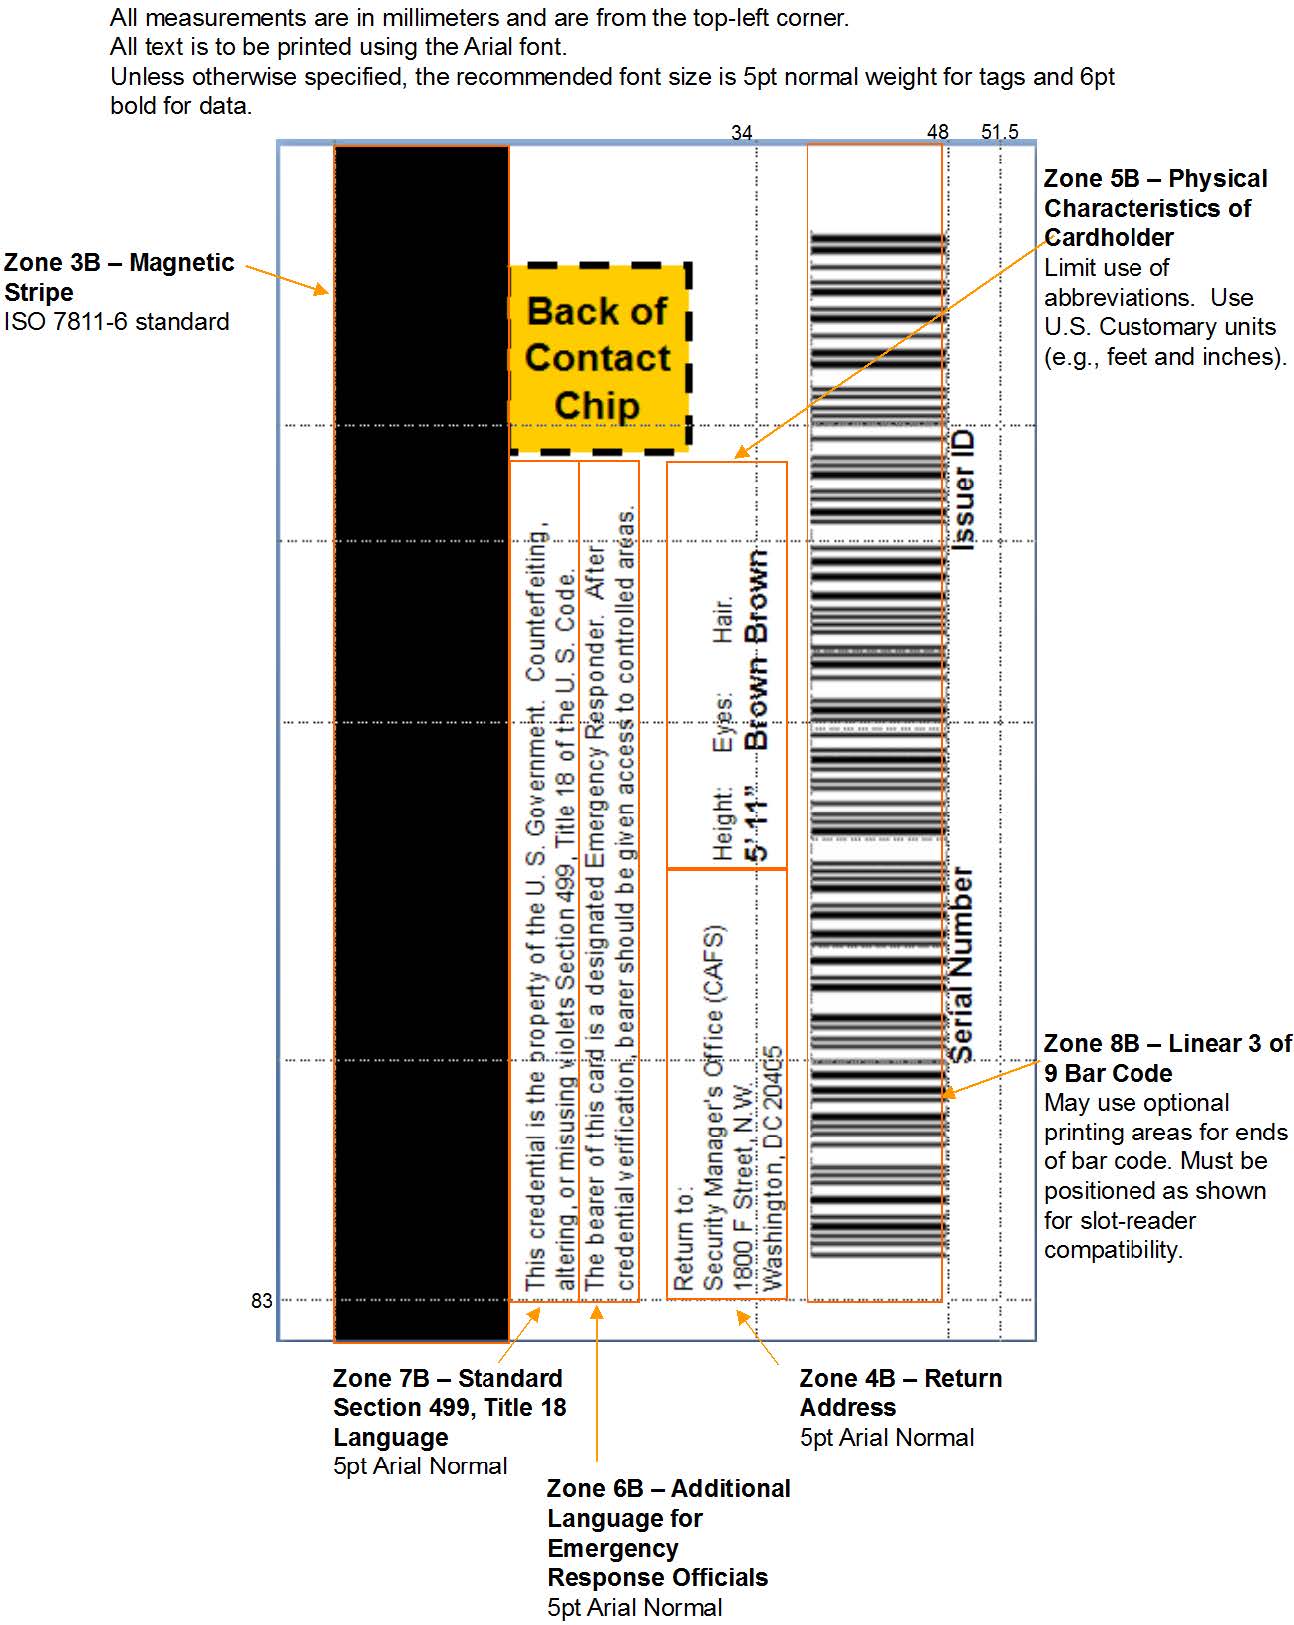 All measurements are in millimeters and are from the top-left corner.
All text is to be printed using the Arial font.
Unless otherwise specified, the recommended font size is 5pt normal weight for tags and 6pt
bold for data.
34
48
51.5
Zone 5B – Physical
Characteristics of
Cardholder
Limit use of
abbreviations.  Use
U.S. Customary units
(e.g., feet and inches).
Zone 3B – Magnetic
Stripe
ISO 7811-6 standard
Back of
Contact
Chip
Issuer ID
Serial Number
This credential is the property of the U. S. Government.  Counterfeiting,
altering, or misusing violets Section 499, Title 18 of the U. S. Code.
The bearer of this card is a designated Emergency Responder.  After
credential verification, bearer should be given access to controlled areas.
Height: Eyes: Hair.
5' 11” Brown Brown
Return to:
Security Manager's Office (CAFS)
1800 F Street, N.W.
Washington, DC 20405
Zone 8B – Linear 3 of
9 Bar Code
May use optional
printing areas for ends
of bar code. Must be
positioned as shown
for slot-reader
compatibility.
83
Zone 7B – Standard
Section 499, Title 18
Language
5pt Arial Normal
Zone 4B – Return
Address
5pt Arial Normal
Zone 6B – Additional
Language for
Emergency
Response Officials
5pt Arial Normal